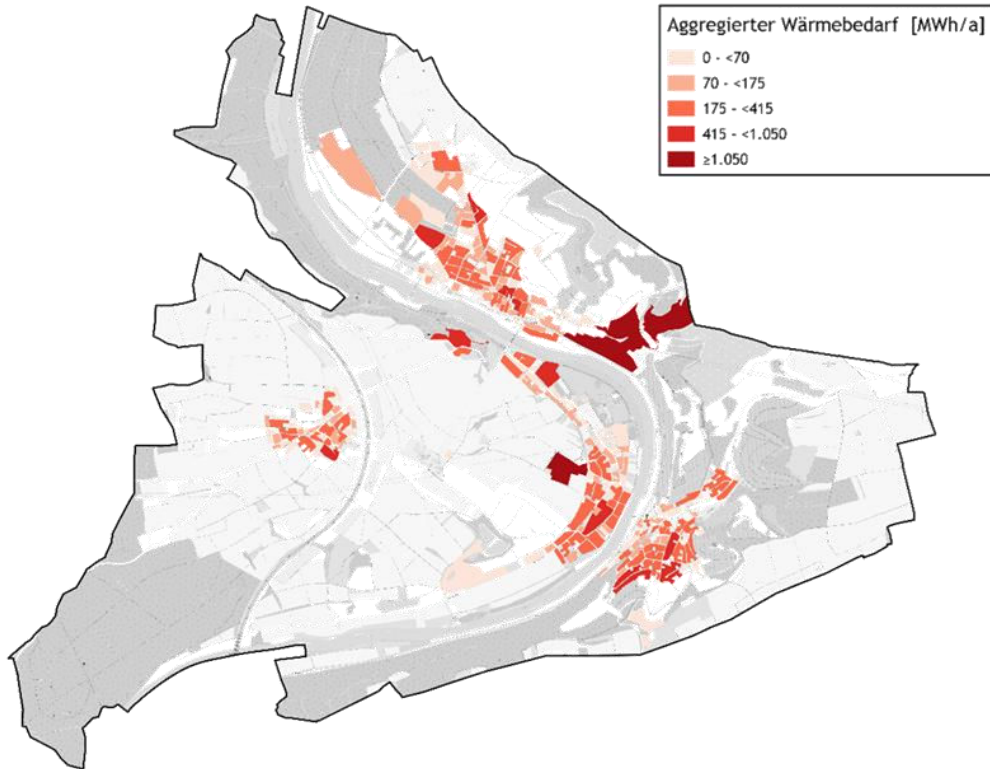 Aggregierter Wärmebedarf [MWh/a]
0 - <70
70 - <175
175 - <415
415 - <1.050
≥1.050